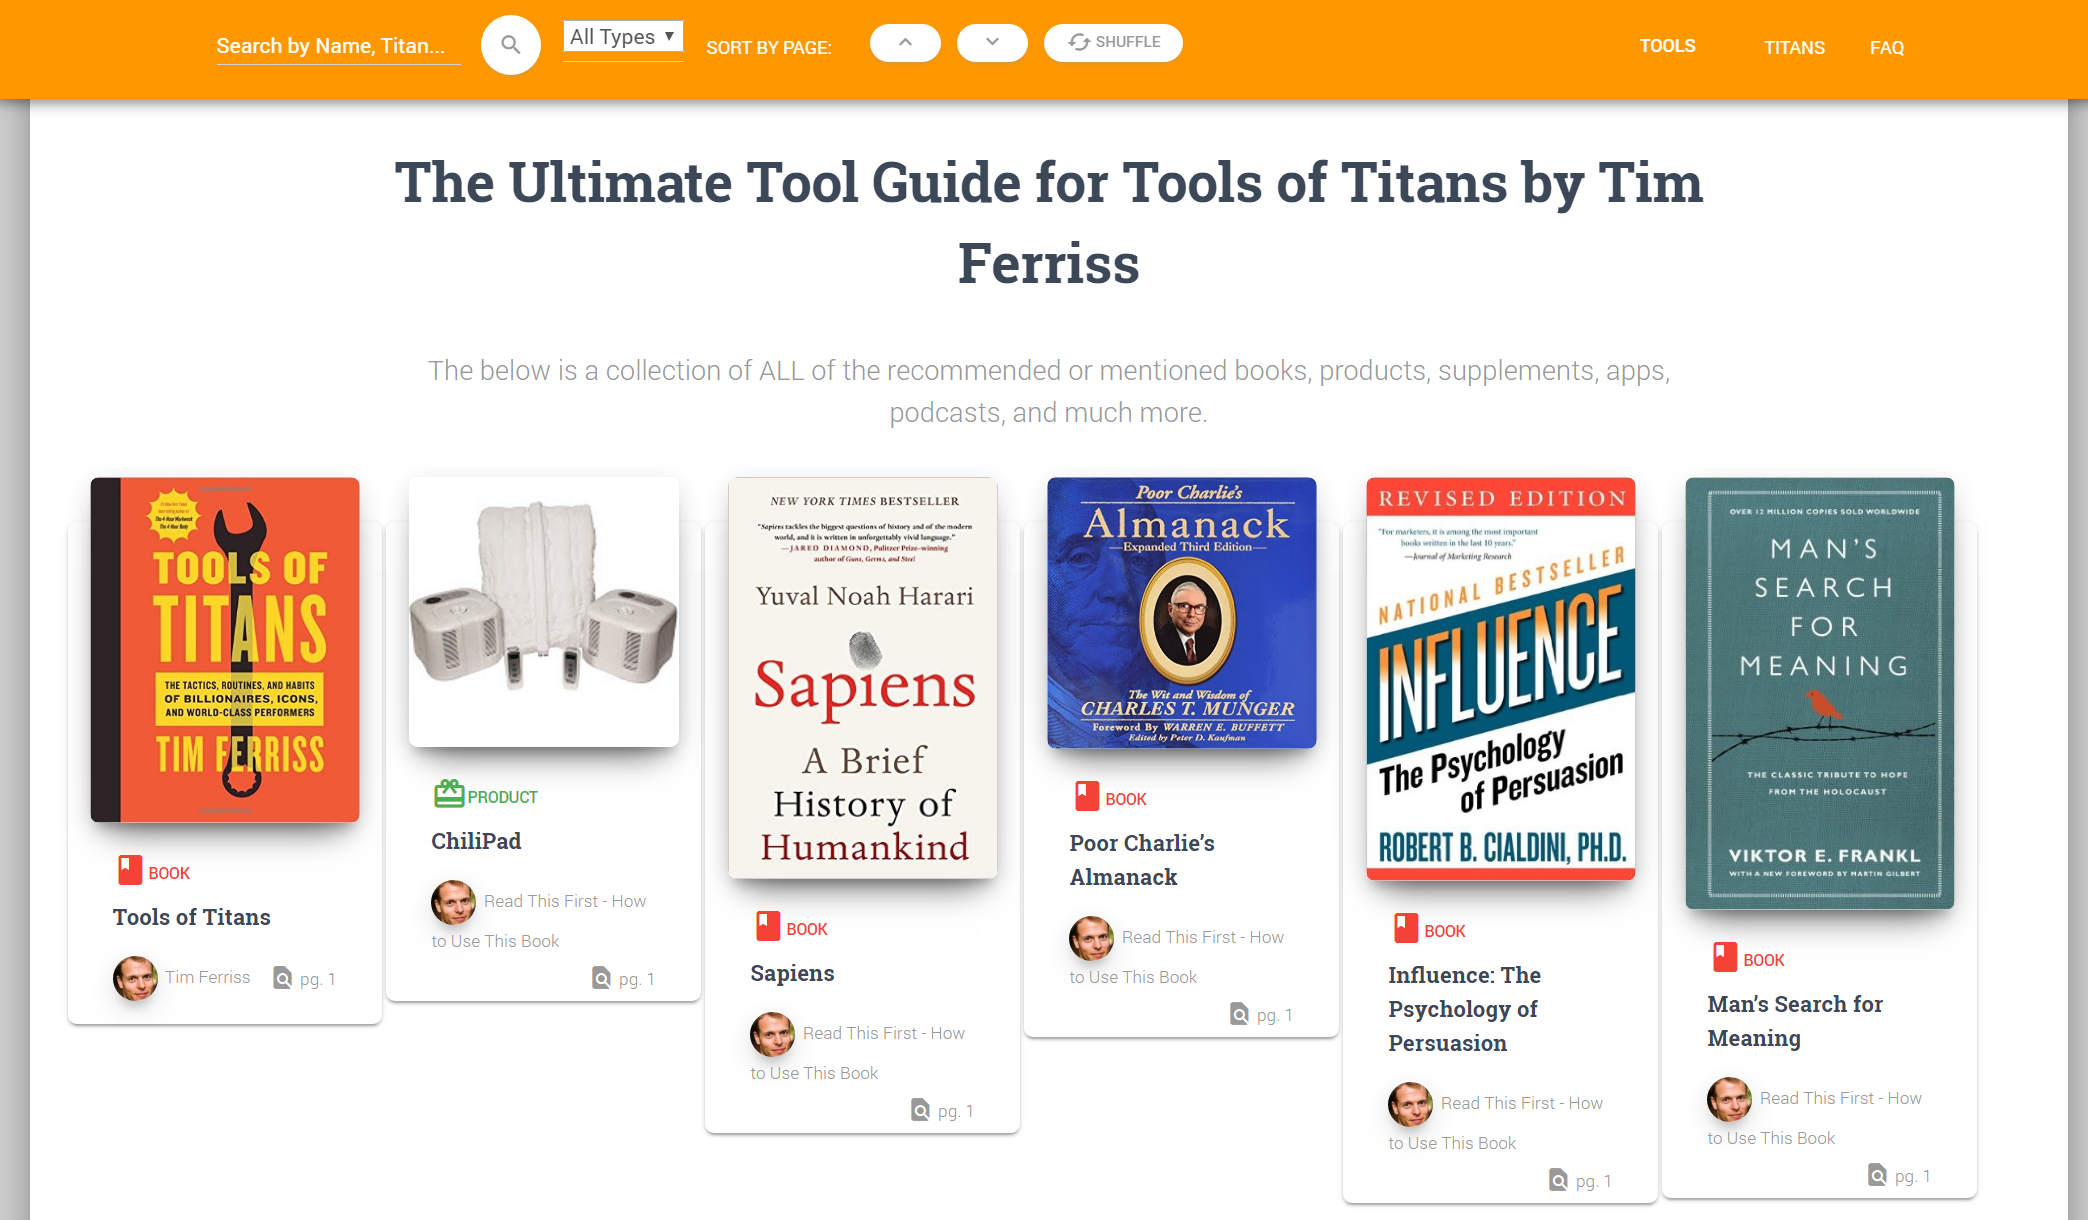 Search by Name, Titan...
All Types
SORT BY PAGE:
SHUFFLE
TOOLS
TITANS
FAQ
The Ultimate Tool Guide for Tools of Titans by Tim
Ferriss
The below is a collection of ALL of the recommended or mentioned books, products, supplements, apps,
podcasts, and much more.
TOOLS OF
TITANS
THE TACTICS, ROUTINES, AND HABITS
OF BILLIONAIRES, ICONS,
AND WORLD-CLASS PERFORMERS
TIM FERRISS
BOOK
Tools of Titans
Tim Ferriss
pg. 1
PRODUCT
ChiliPad
Read This First - How
to Use This Book
pg. 1
NEW YORK TIMES BESTSELLER
"Sapiens tackles the biggest questions of history and of the modern
world, and it is written in unforgettably vivid language."
—JARED DIAMOND, Pulitzer Prize–winning
author of Guns, Germs, and Steel
Yuval Noah Harari
Sapiens
A Brief
History of
Humankind
BOOK
Sapiens
Read This First - How
to Use This Book
pg. 1
Poor Charlie's
Almanack
—Expanded Third Edition—
The Wit and Wisdom of
CHARLES T. MUNGER
Foreword By WARREN E. BUFFETT
Edited by Peter D. Kaufman
BOOK
Poor Charlie’s
Almanack
Read This First - How
to Use This Book
pg. 1
REVISED EDITION
"For marketers, it is among the most important
books written in the last 10 years."
—Journal of Marketing Research
NATIONAL BESTSELLER
INFLUENCE
The Psychology
of Persuasion
ROBERT B. CIALDINI, PH.D.
BOOK
Influence: The
Psychology of
Persuasion
Read This First - How
to Use This Book
pg. 1
OVER 12 MILLION COPIES SOLD WORLDWIDE
MAN'S
SEARCH
FOR
MEANING
THE CLASSIC TRIBUTE TO HOPE
FROM THE HOLOCAUST
VIKTOR E. FRANKL
WITH A NEW FOREWORD BY MARTIN GILBERT
BOOK
Man’s Search for
Meaning
Read This First - How
to Use This Book
pg. 1